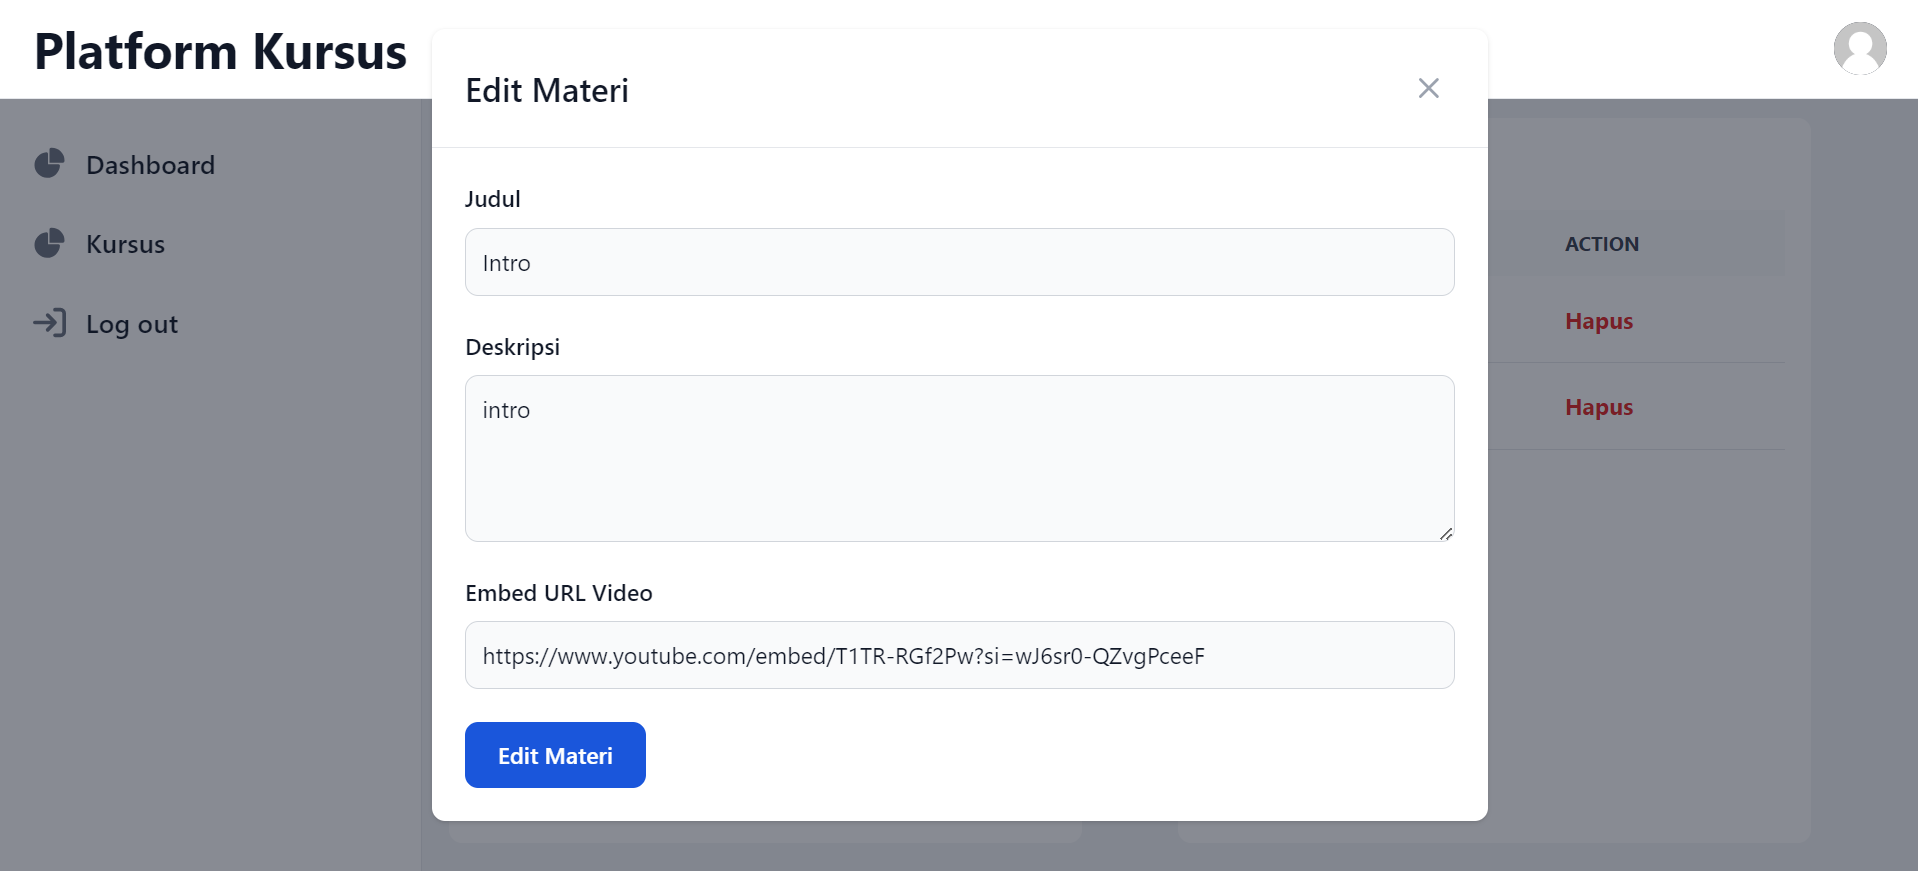 Platform Kursus
Dashboard
Kursus
Log out
Edit Materi
Judul
Intro
Deskripsi
intro
Embed URL Video
https://www.youtube.com/embed/T1TR-RGf2Pw?si=wJ6sr0-QZvgPceeF
Edit Materi
ACTION
Hapus
Hapus